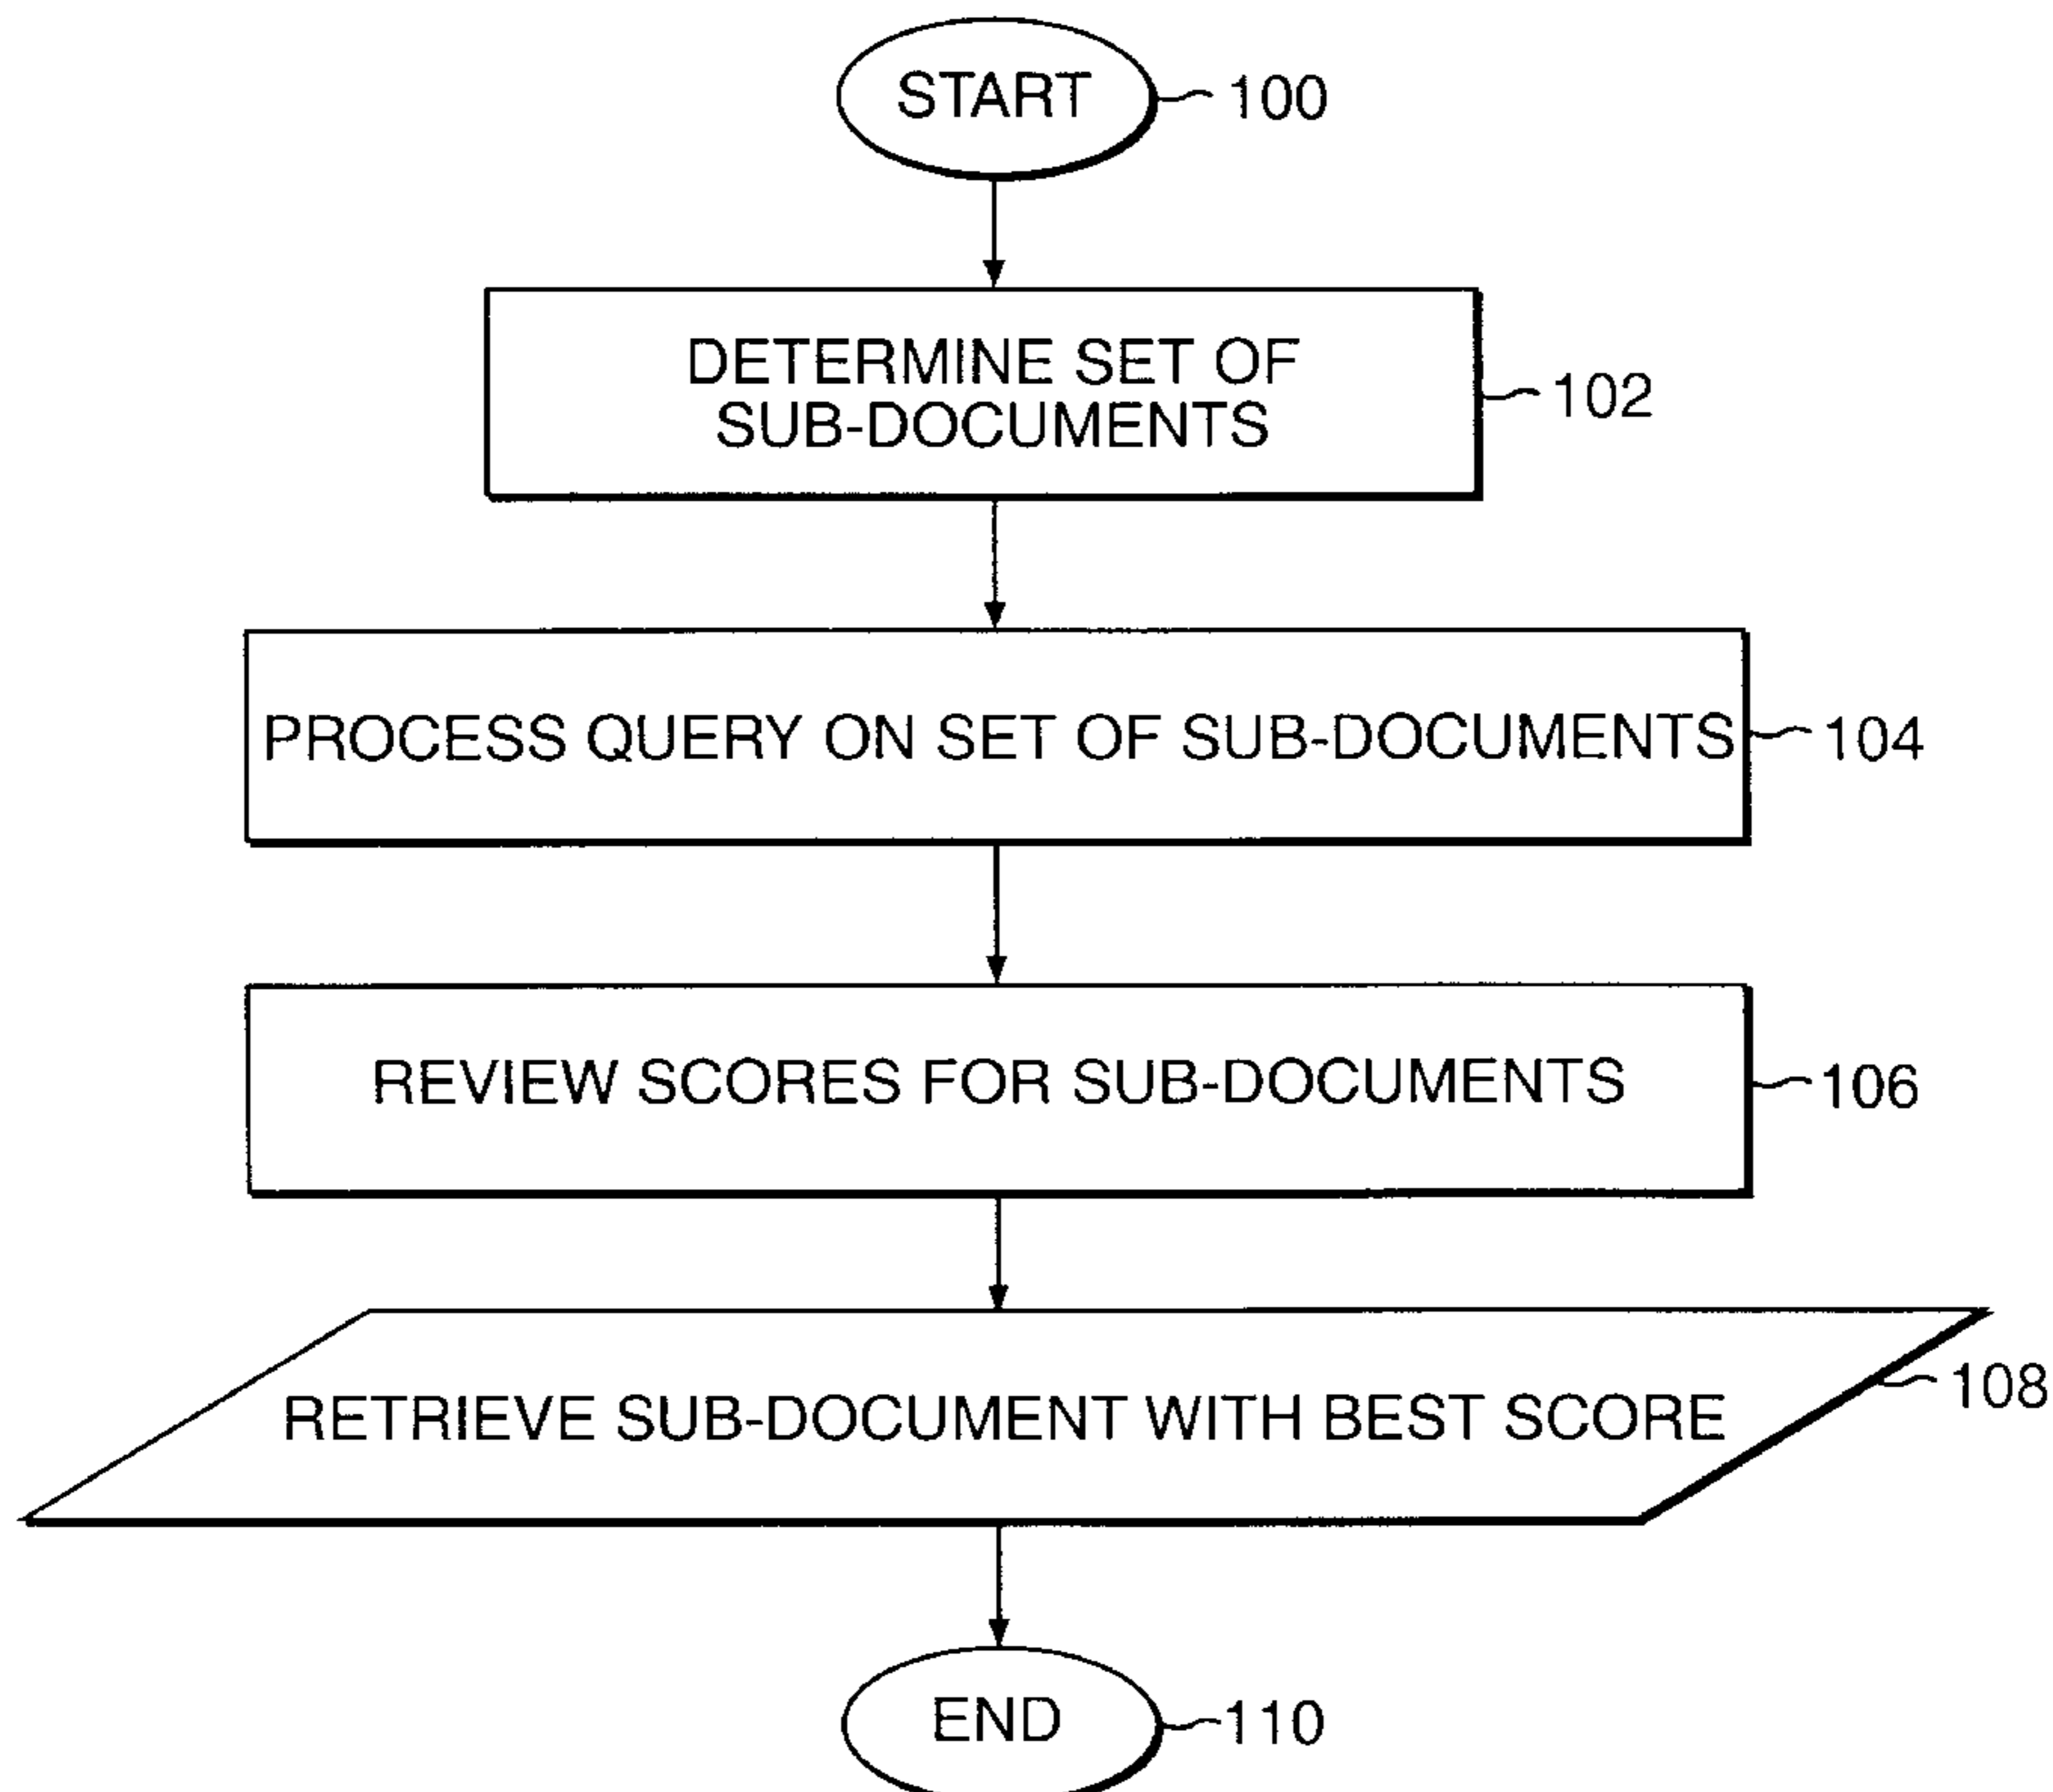 START
100
DETERMINE SET OF
SUB-DOCUMENTS
102
PROCESS QUERY ON SET OF SUB-DOCUMENTS
104
REVIEW SCORES FOR SUB-DOCUMENTS
106
RETRIEVE SUB-DOCUMENT WITH BEST SCORE
108
END
110